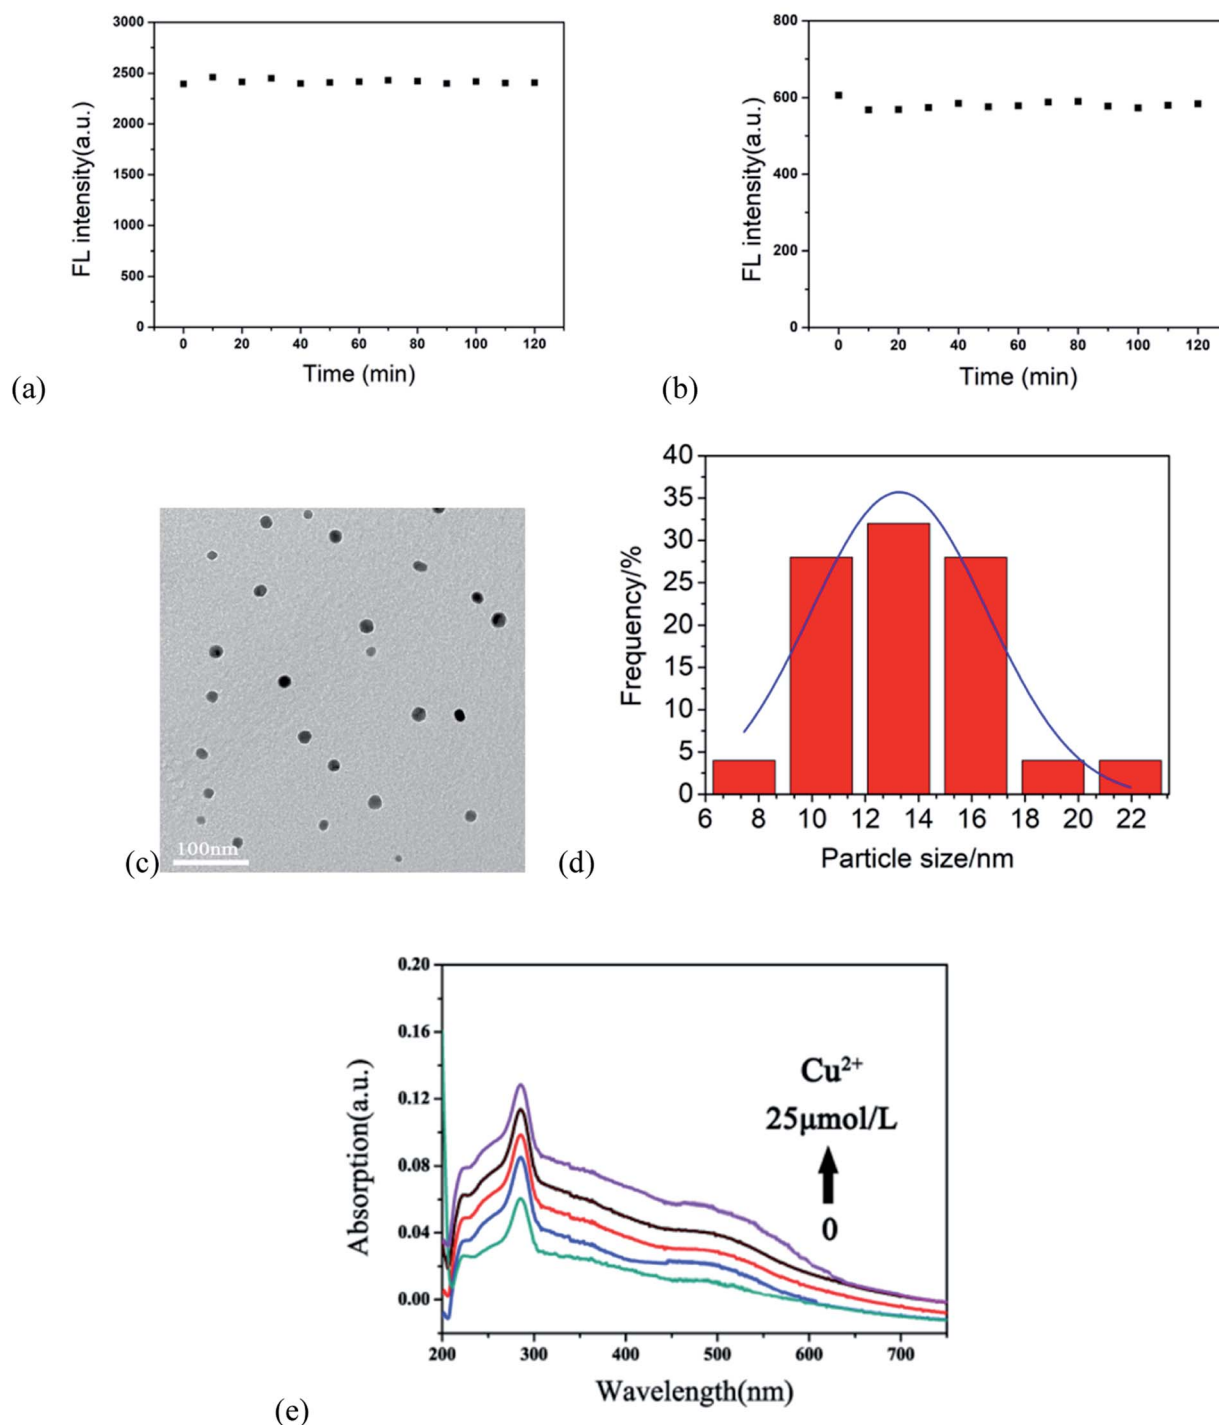 3000
2500
2000
1500
1000
500
0
FL intensity(a.u.)
0 20 40 60 80 100 120
Time (min)
(a)
800
600
400
200
0
FL intensity(a.u.)
0 20 40 60 80 100 120
Time (min)
(b)
100nm
(c)
40
35
30
25
20
15
10
5
0
Frequency/%
6 8 10 12 14 16 18 20 22
Particle size/nm
(d)
0.20
0.16
0.12
0.08
0.04
0.00
Absorption(a.u.)
Cu²⁺
25μmol/L
0
200 300 400 500 600 700
Wavelength(nm)
(e)